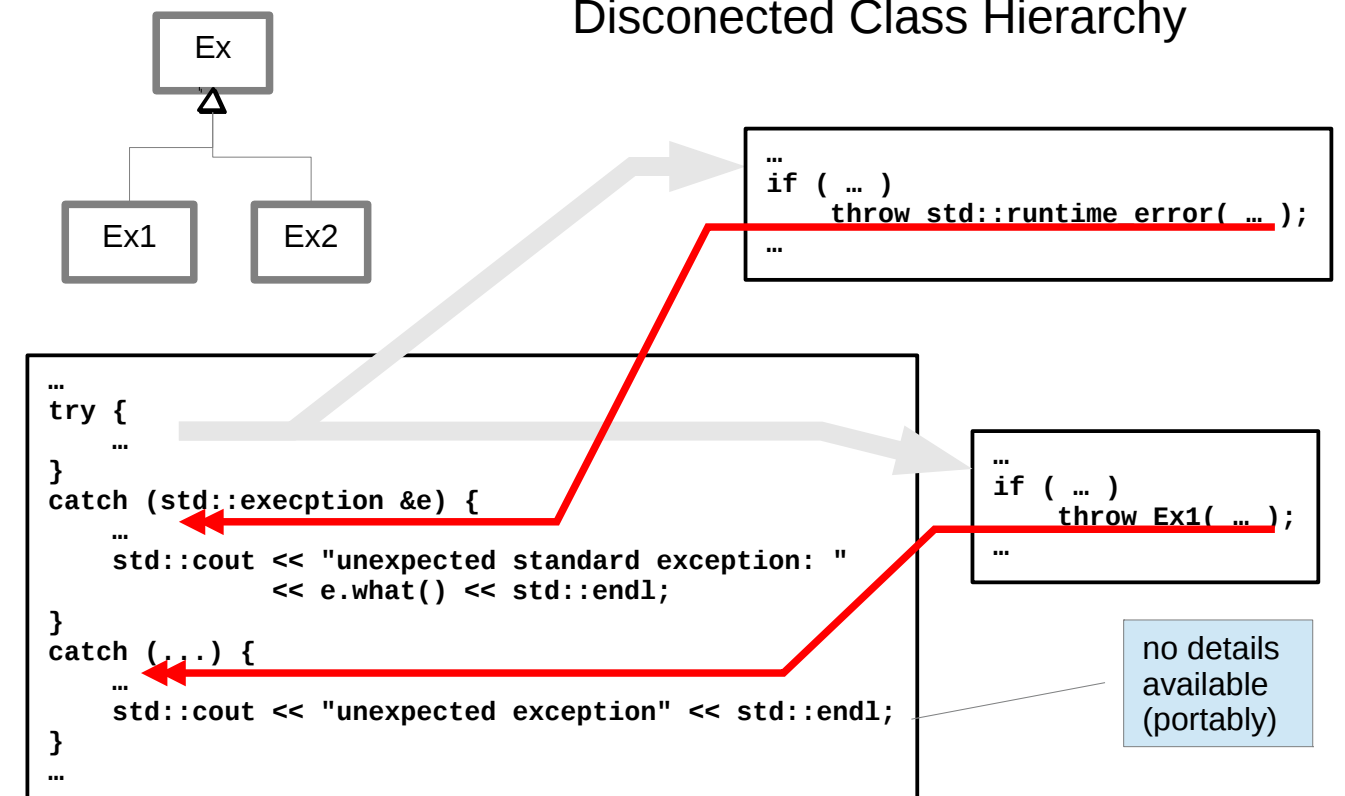 Disconected Class Hierarchy
Ex
Ex1
Ex2
…
if ( … )
throw std::runtime_error( … );
…
…
try {
…
}
catch (std::execption &e) {
…
std::cout << "unexpected standard exception: "
<< e.what() << std::endl;
}
catch (...) {
…
std::cout << "unexpected exception" << std::endl;
}
…
…
if ( … )
throw Ex1( … );
…
no details
available
(portably)